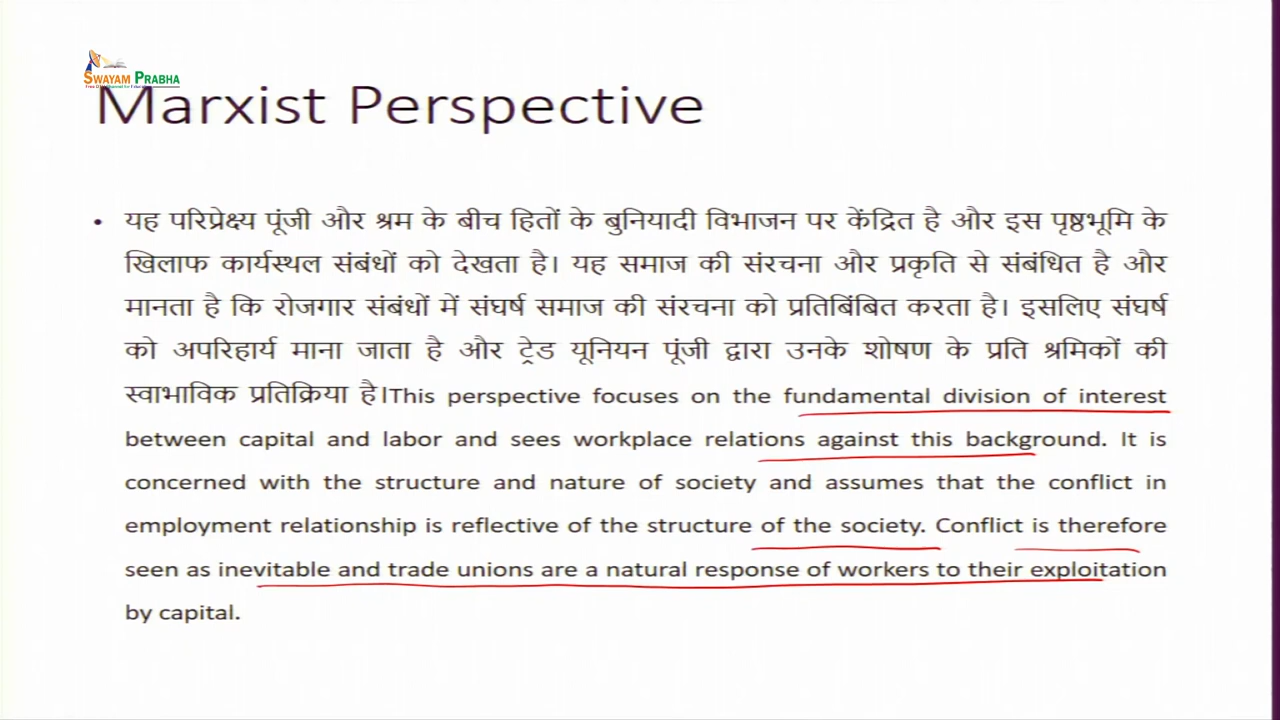 SWAYAM PRABHA
Marxist Perspective
• यह परिप्रेक्ष्य पूंजी और श्रम के बीच हितों के बुनियादी विभाजन पर केंद्रित है और इस पृष्ठभूमि के
खिलाफ कार्यस्थल संबंधों को देखता है। यह समाज की संरचना और प्रकृति से संबंधित है और
मानता है कि रोजगार संबंधों में संघर्ष समाज की संरचना को प्रतिबिंबित करता है। इसलिए संघर्ष
को अपरिहार्य माना जाता है और ट्रेड यूनियन पूंजी द्वारा उनके शोषण के प्रति श्रमिकों की
स्वाभाविक प्रतिक्रिया है।This perspective focuses on the fundamental division of interest
between capital and labor and sees workplace relations against this background. It is
concerned with the structure and nature of society and assumes that the conflict in
employment relationship is reflective of the structure of the society. Conflict is therefore
seen as inevitable and trade unions are a natural response of workers to their exploitation
by capital.